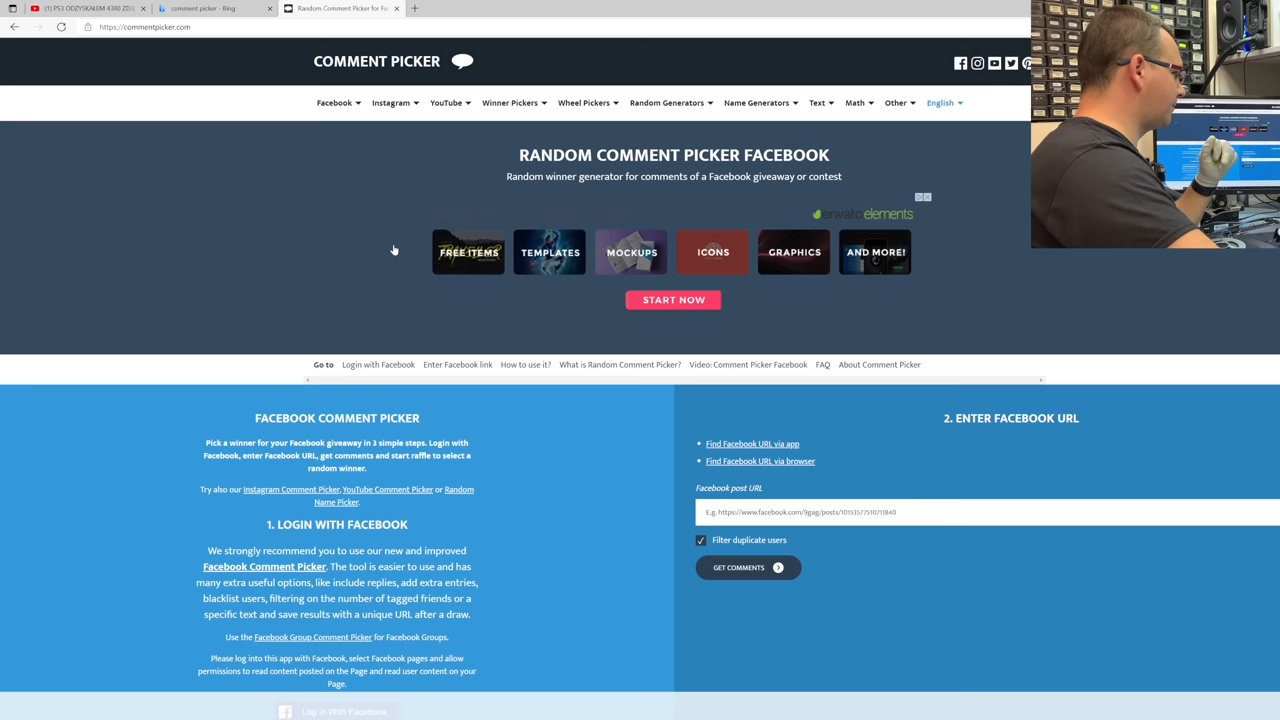 (1) PS3 ODZYSKAŁEM 4380 ZDJĘ
comment picker - Bing
Random Comment Picker for Fac
https://commentpicker.com
COMMENT PICKER
Facebook Instagram YouTube Winner Pickers Wheel Pickers Random Generators Name Generators Text Math Other English
RANDOM COMMENT PICKER FACEBOOK
Random winner generator for comments of a Facebook giveaway or contest
envato elements
FREE ITEMS TEMPLATES MOCKUPS ICONS GRAPHICS AND MORE!
START NOW
Go to Login with Facebook Enter Facebook link How to use it? What is Random Comment Picker? Video: Comment Picker Facebook FAQ About Comment Picker
FACEBOOK COMMENT PICKER
Pick a winner for your Facebook giveaway in 3 simple steps. Login with
Facebook, enter Facebook URL, get comments and start raffle to select a
random winner.
Try also our Instagram Comment Picker, YouTube Comment Picker or Random
Name Picker.
1. LOGIN WITH FACEBOOK
We strongly recommend you to use our new and improved
Facebook Comment Picker. The tool is easier to use and has
many extra useful options, like include replies, add extra entries,
blacklist users, filtering on the number of tagged friends or a
specific text and save results with a unique URL after a draw.
Use the Facebook Group Comment Picker for Facebook Groups.
Please log into this app with Facebook, select Facebook pages and allow
permissions to read content posted on the Page and read user content on your
Page.
Log in With Facebook
2. ENTER FACEBOOK URL
Find Facebook URL via app
Find Facebook URL via browser
Facebook post URL
E.g. https://www.facebook.com/9gag/posts/10153577510711840
Filter duplicate users
GET COMMENTS